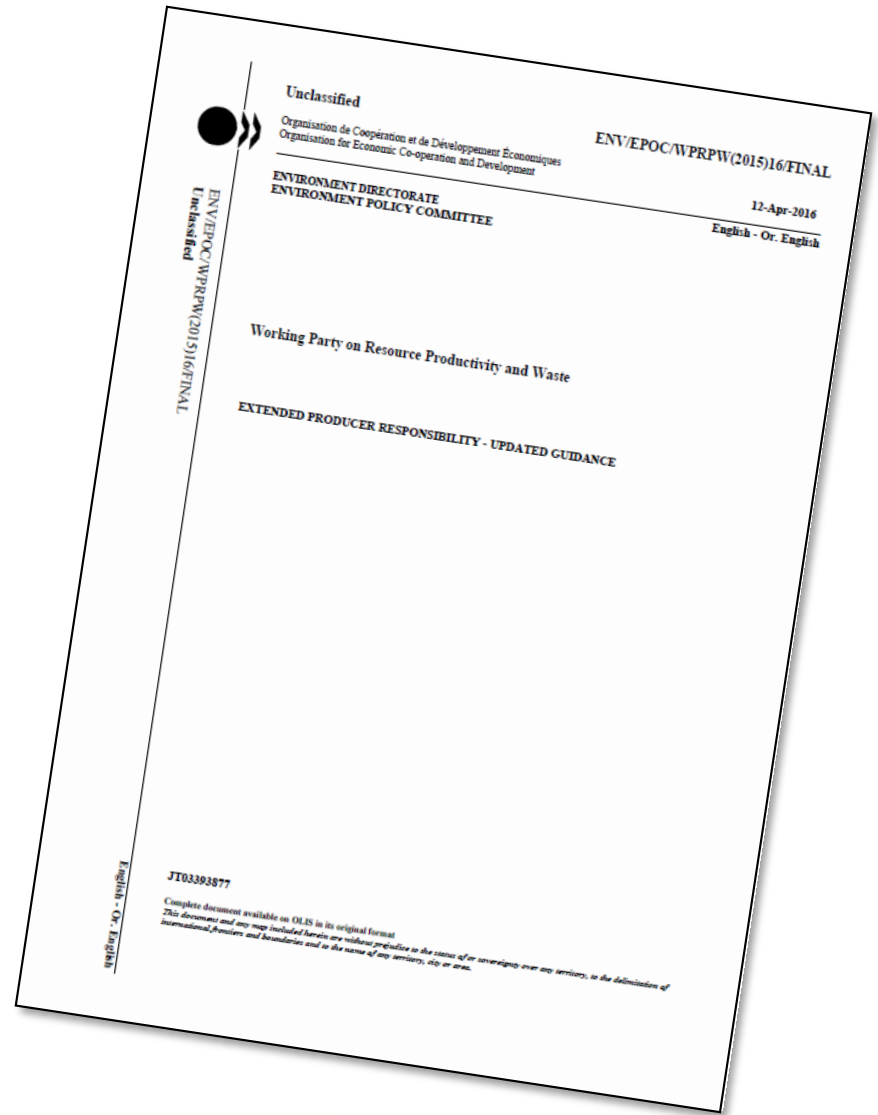 Unclassified
ENV/EPOC/WPRPW(2015)16/FINAL
Organisation de Coopération et de Développement Économiques
Organisation for Economic Co-operation and Development
12-Apr-2016
English - Or. English
ENVIRONMENT DIRECTORATE
ENVIRONMENT POLICY COMMITTEE
ENV/EPOC/WPRPW(2015)16/FINAL
Unclassified
Working Party on Resource Productivity and Waste
EXTENDED PRODUCER RESPONSIBILITY - UPDATED GUIDANCE
English - Or. English
JT03393877
Complete document available on OLIS in its original format
This document and any map included herein are without prejudice to the status of or sovereignty over any territory, to the delimitation of
international frontiers and boundaries and to the name of any territory, city or area.